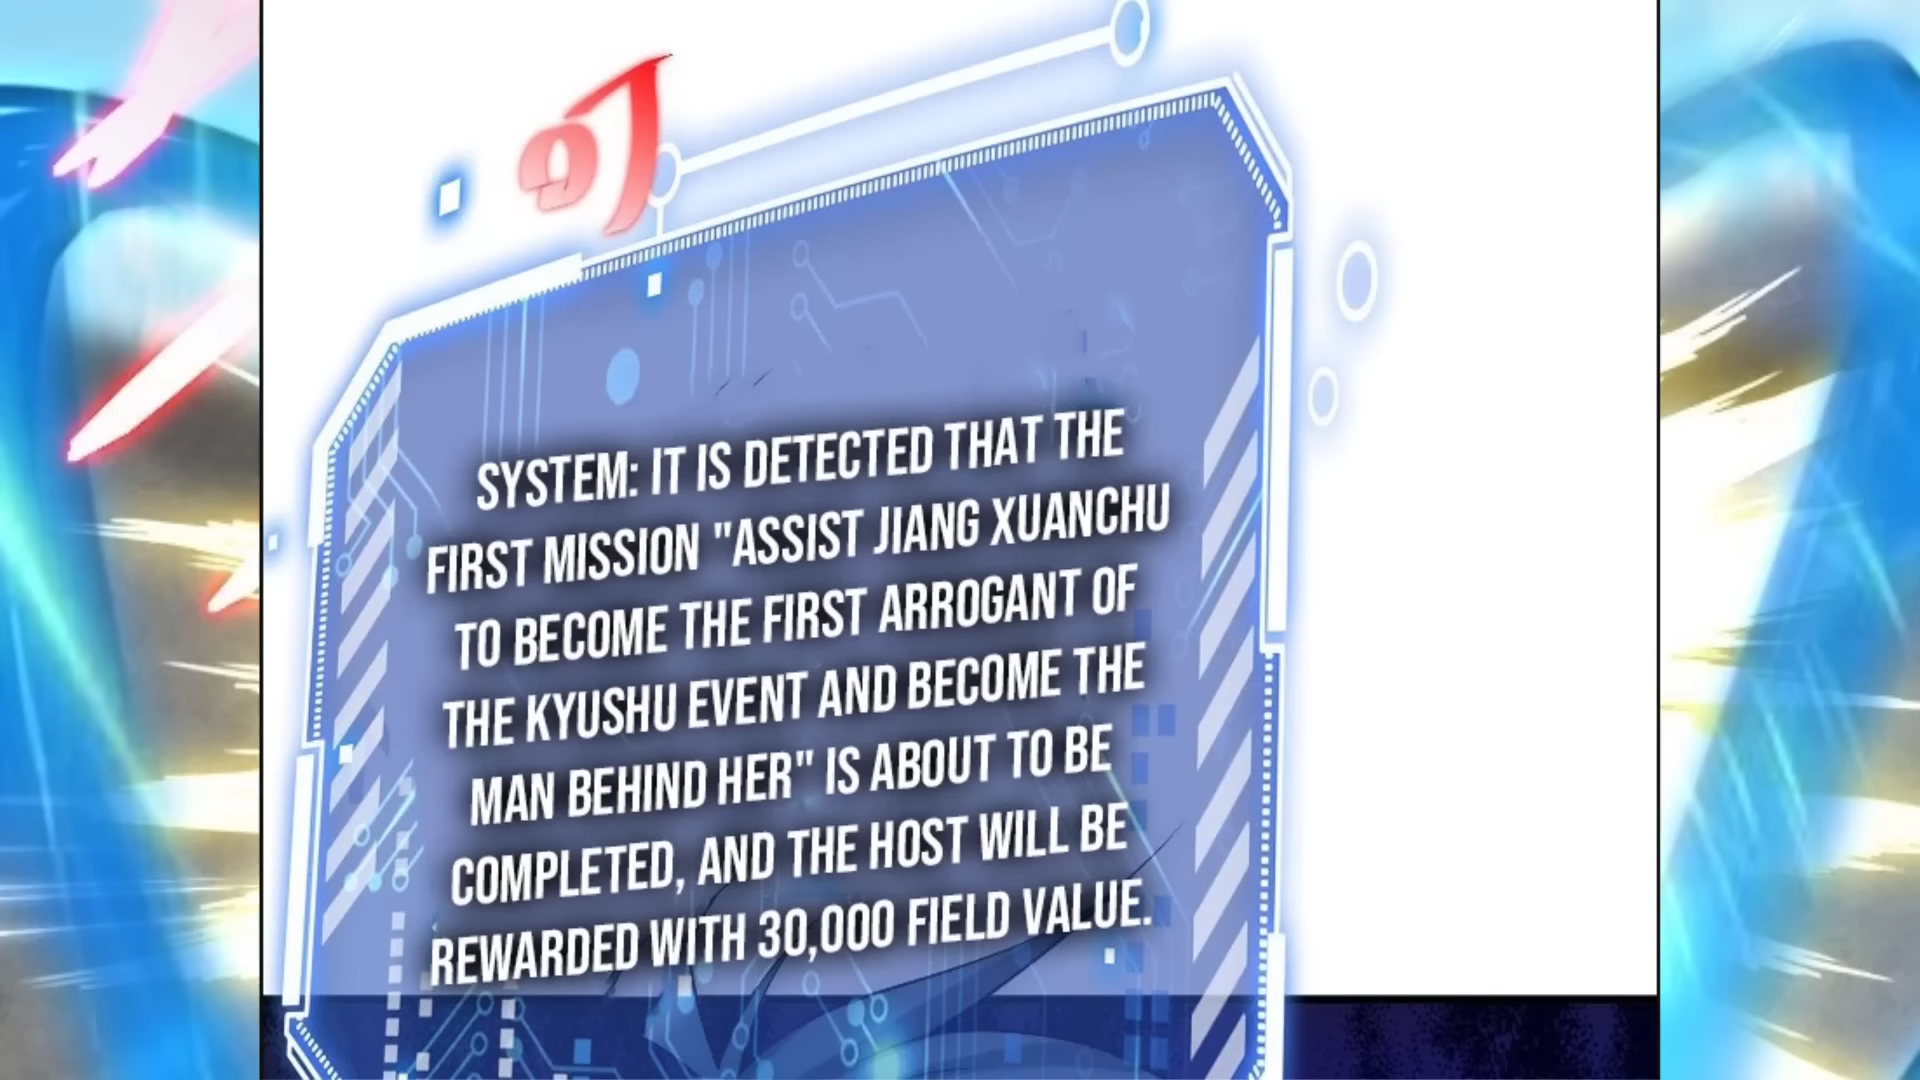 叮
SYSTEM: IT IS DETECTED THAT THE
FIRST MISSION "ASSIST JIANG XUANCHU
TO BECOME THE FIRST ARROGANT OF
THE KYUSHU EVENT AND BECOME THE
MAN BEHIND HER" IS ABOUT TO BE
COMPLETED, AND THE HOST WILL BE
REWARDED WITH 30,000 FIELD VALUE.